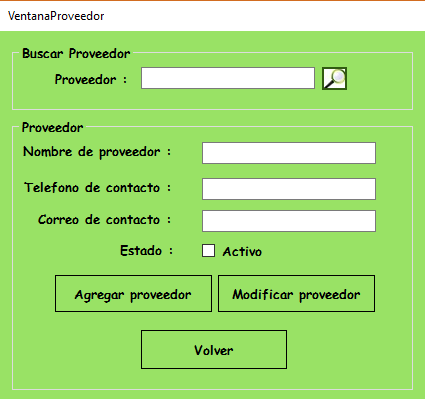 VentanaProveedor
Buscar Proveedor
Proveedor :
Proveedor
Nombre de proveedor :
Telefono de contacto :
Correo de contacto :
Estado : Activo
Agregar proveedor Modificar proveedor
Volver